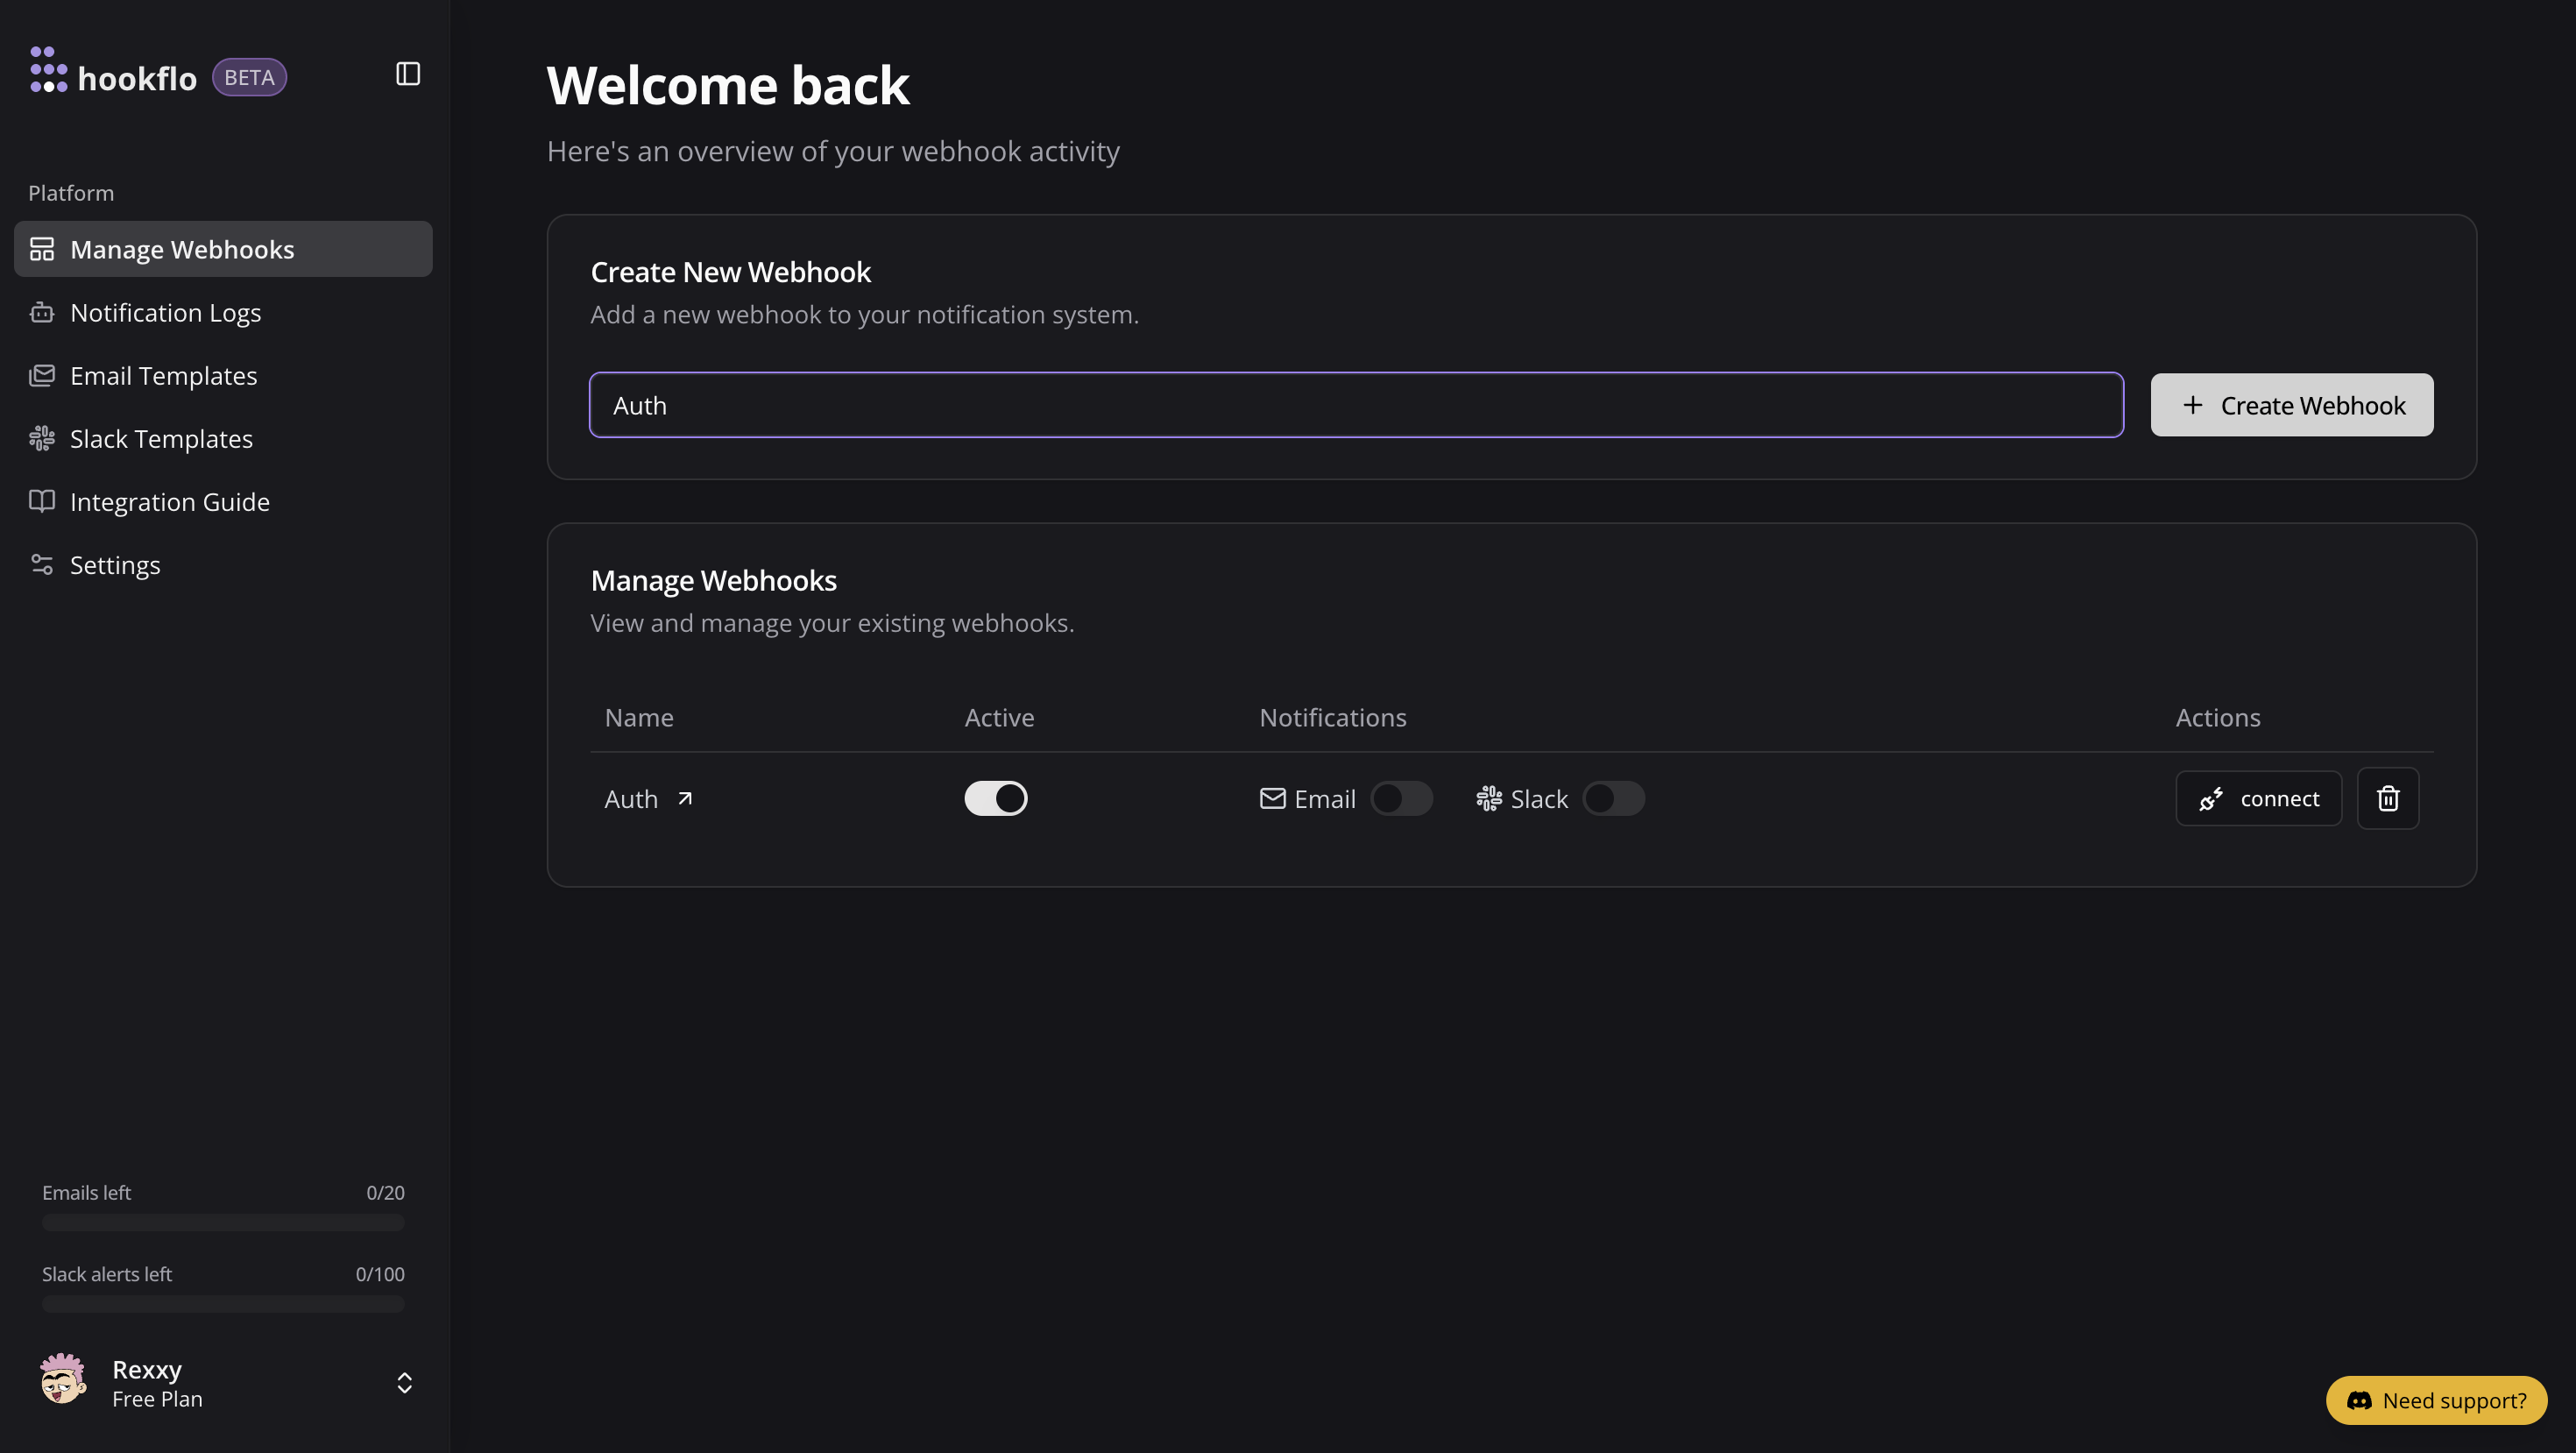 hookflo BETA
Platform
Manage Webhooks
Notification Logs
Email Templates
Slack Templates
Integration Guide
Settings
Emails left 0/20
Slack alerts left 0/100
Rexxy
Free Plan
Welcome back
Here's an overview of your webhook activity
Create New Webhook
Add a new webhook to your notification system.
Auth Create Webhook
Manage Webhooks
View and manage your existing webhooks.
Name Active Notifications Actions
Auth Email Slack connect
Need support?